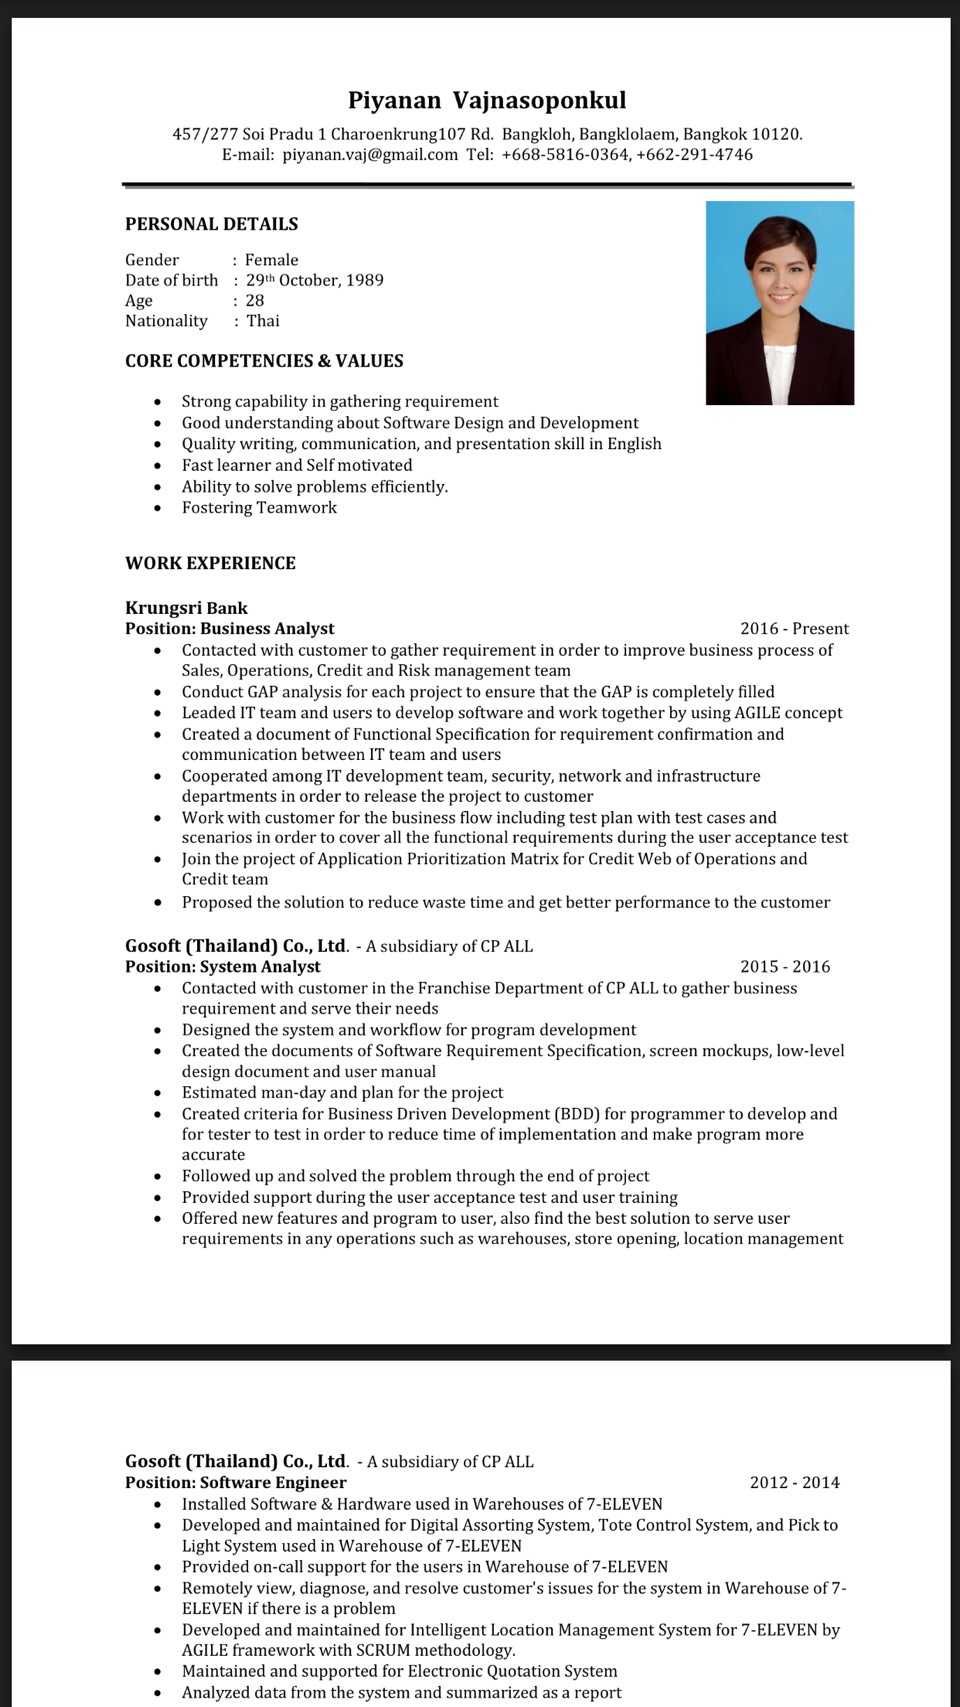 Piyanan  Vajnasoponkul
457/277 Soi Pradu 1 Charoenkrung107 Rd.  Bangkloh, Bangklolaem, Bangkok 10120.
E-mail:  piyanan.vaj@gmail.com  Tel:  +668-5816-0364, +662-291-4746
PERSONAL DETAILS
Gender : Female
Date of birth : 29th October, 1989
Age : 28
Nationality : Thai
CORE COMPETENCIES & VALUES
• Strong capability in gathering requirement
• Good understanding about Software Design and Development
• Quality writing, communication, and presentation skill in English
• Fast learner and Self motivated
• Ability to solve problems efficiently.
• Fostering Teamwork
WORK EXPERIENCE
Krungsri Bank
Position: Business Analyst 2016 - Present
• Contacted with customer to gather requirement in order to improve business process of
Sales, Operations, Credit and Risk management team
• Conduct GAP analysis for each project to ensure that the GAP is completely filled
• Leaded IT team and users to develop software and work together by using AGILE concept
• Created a document of Functional Specification for requirement confirmation and
communication between IT team and users
• Cooperated among IT development team, security, network and infrastructure
departments in order to release the project to customer
• Work with customer for the business flow including test plan with test cases and
scenarios in order to cover all the functional requirements during the user acceptance test
• Join the project of Application Prioritization Matrix for Credit Web of Operations and
Credit team
• Proposed the solution to reduce waste time and get better performance to the customer
Gosoft (Thailand) Co., Ltd. - A subsidiary of CP ALL
Position: System Analyst 2015 - 2016
• Contacted with customer in the Franchise Department of CP ALL to gather business
requirement and serve their needs
• Designed the system and workflow for program development
• Created the documents of Software Requirement Specification, screen mockups, low-level
design document and user manual
• Estimated man-day and plan for the project
• Created criteria for Business Driven Development (BDD) for programmer to develop and
for tester to test in order to reduce time of implementation and make program more
accurate
• Followed up and solved the problem through the end of project
• Provided support during the user acceptance test and user training
• Offered new features and program to user, also find the best solution to serve user
requirements in any operations such as warehouses, store opening, location management
Gosoft (Thailand) Co., Ltd. - A subsidiary of CP ALL
Position: Software Engineer 2012 - 2014
• Installed Software & Hardware used in Warehouses of 7-ELEVEN
• Developed and maintained for Digital Assorting System, Tote Control System, and Pick to
Light System used in Warehouse of 7-ELEVEN
• Provided on-call support for the users in Warehouse of 7-ELEVEN
• Remotely view, diagnose, and resolve customer's issues for the system in Warehouse of 7-
ELEVEN if there is a problem
• Developed and maintained for Intelligent Location Management System for 7-ELEVEN by
AGILE framework with SCRUM methodology.
• Maintained and supported for Electronic Quotation System
• Analyzed data from the system and summarized as a report